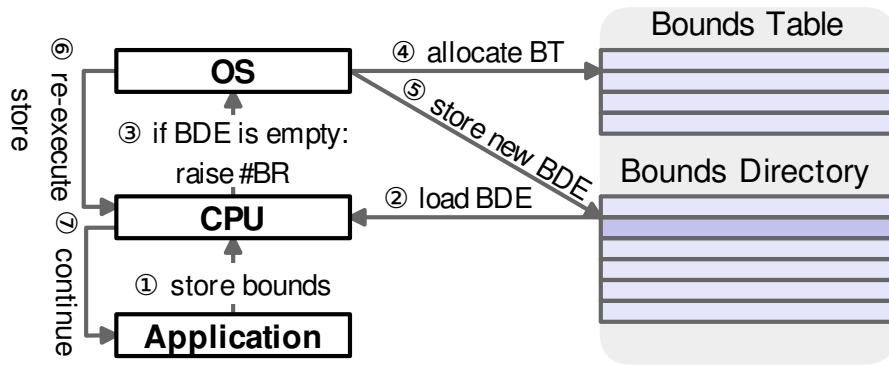 Bounds Table
④ allocate BT
OS
⑤ store new BDE
⑥ re-execute
store
③ if BDE is empty:
raise #BR
Bounds Directory
② load BDE
CPU
⑦ continue
① store bounds
Application